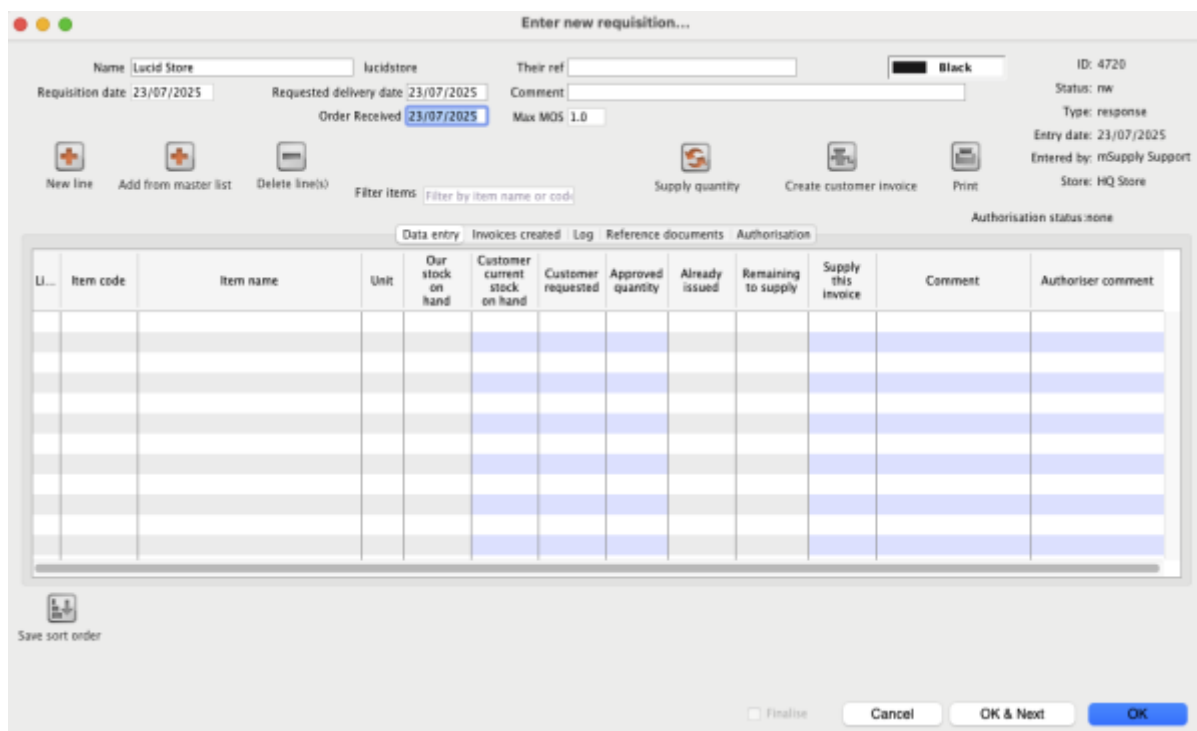 Enter new requisition...
Name Lucid Store lucidstore Their ref Black ID: 4720
Requisition date 23/07/2025 Requested delivery date 23/07/2025 Comment Status: nw
Order Received 23/07/2025 Max MOS 1.0 Type: response
Entry date: 23/07/2025
Entered by: mSupply Support
Store: HQ Store
New line Add from master list Delete line(s) Filter items Filter by item name or code Supply quantity Create customer invoice Print
Authorisation status:none
Data entry Invoices created Log Reference documents Authorisation
Li... Item code Item name Unit Our stock on hand Customer current stock on hand Customer requested Approved quantity Already issued Remaining to supply Supply this invoice Comment Authoriser comment
Save sort order
Finalise Cancel OK & Next OK